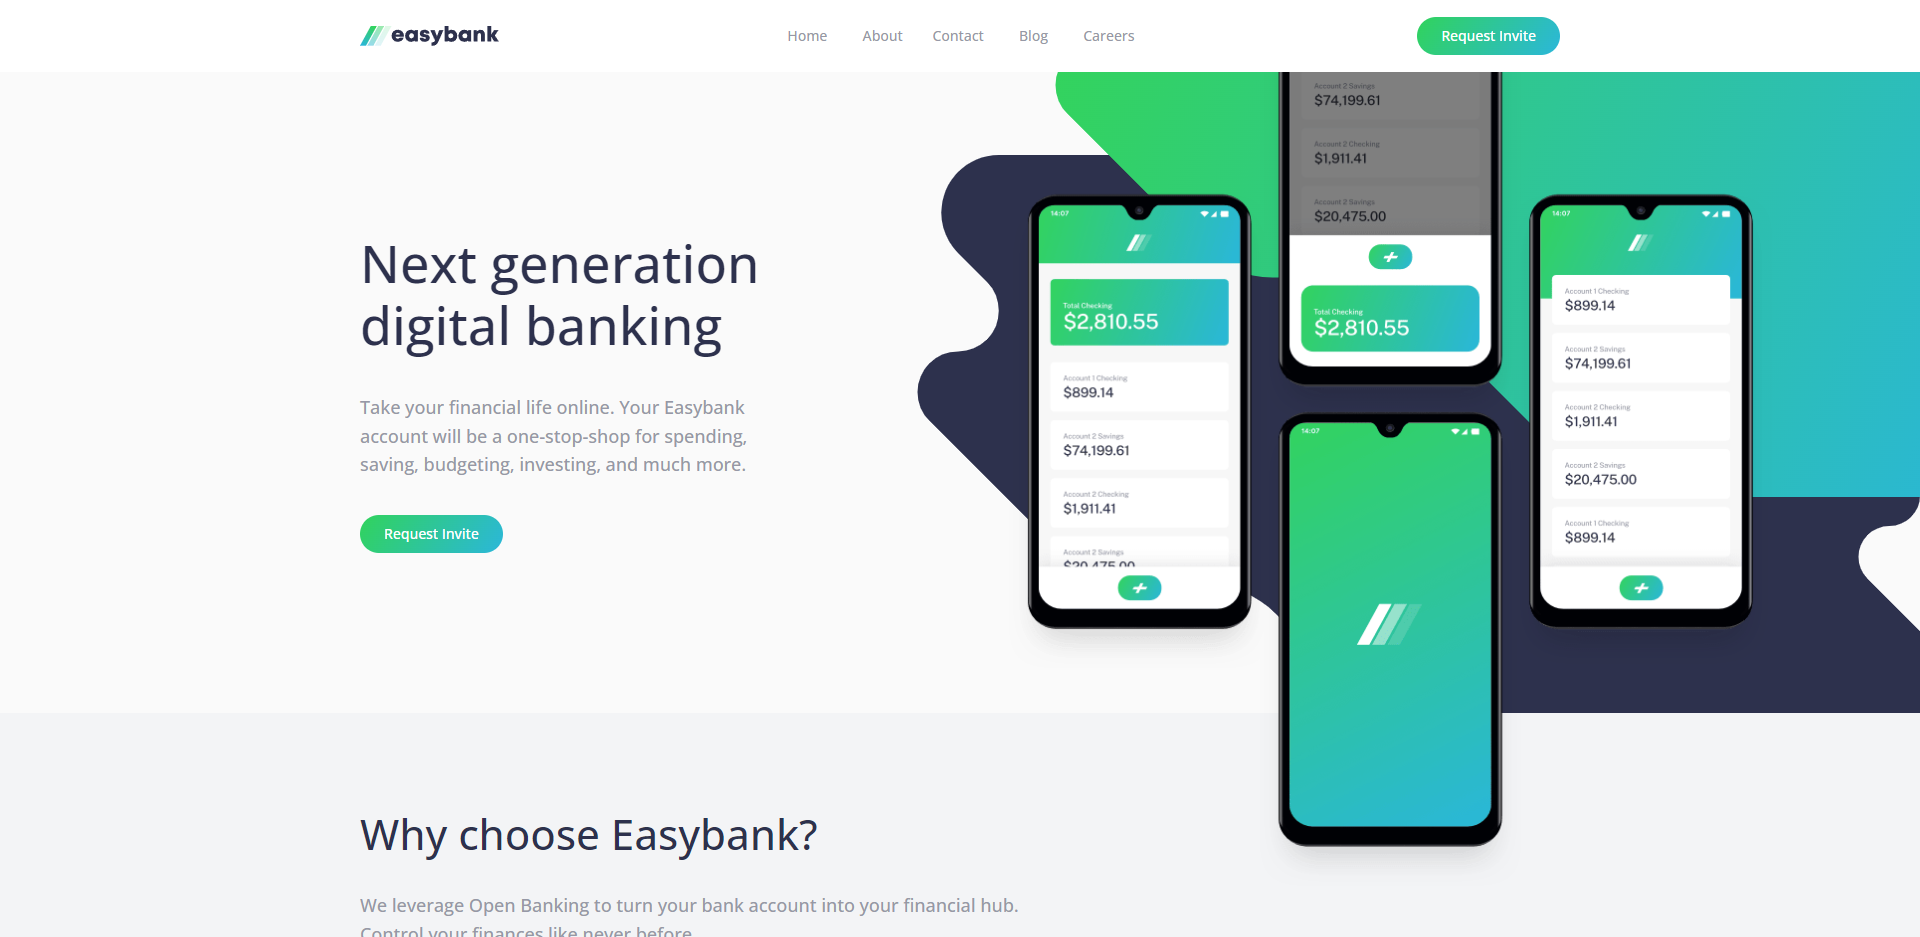 easybank
Home About Contact Blog Careers
Request Invite
Next generation
digital banking
Take your financial life online. Your Easybank
account will be a one-stop-shop for spending,
saving, budgeting, investing, and much more.
Request Invite
14:07
Total Checking
$2,810.55
Account 1 Checking
$899.14
Account 2 Savings
$74,199.61
Account 2 Checking
$1,911.41
Account 2 Savings
$20,475.00
Account 2 Savings
$74,199.61
Account 2 Checking
$1,911.41
Account 2 Savings
$20,475.00
Total Checking
$2,810.55
14:07
14:07
Account 1 Checking
$899.14
Account 2 Savings
$74,199.61
Account 2 Checking
$1,911.41
Account 2 Savings
$20,475.00
Account 1 Checking
$899.14
Why choose Easybank?
We leverage Open Banking to turn your bank account into your financial hub.
Control your finances like never before.